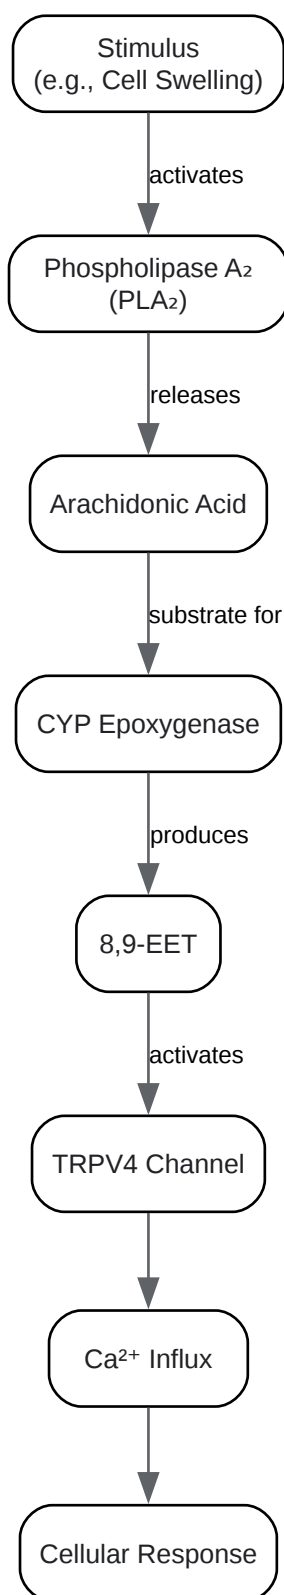 Stimulus
(e.g., Cell Swelling)
activates
Phospholipase A₂
(PLA₂)
releases
Arachidonic Acid
substrate for
CYP Epoxygenase
produces
8,9-EET
activates
TRPV4 Channel
Ca²⁺ Influx
Cellular Response